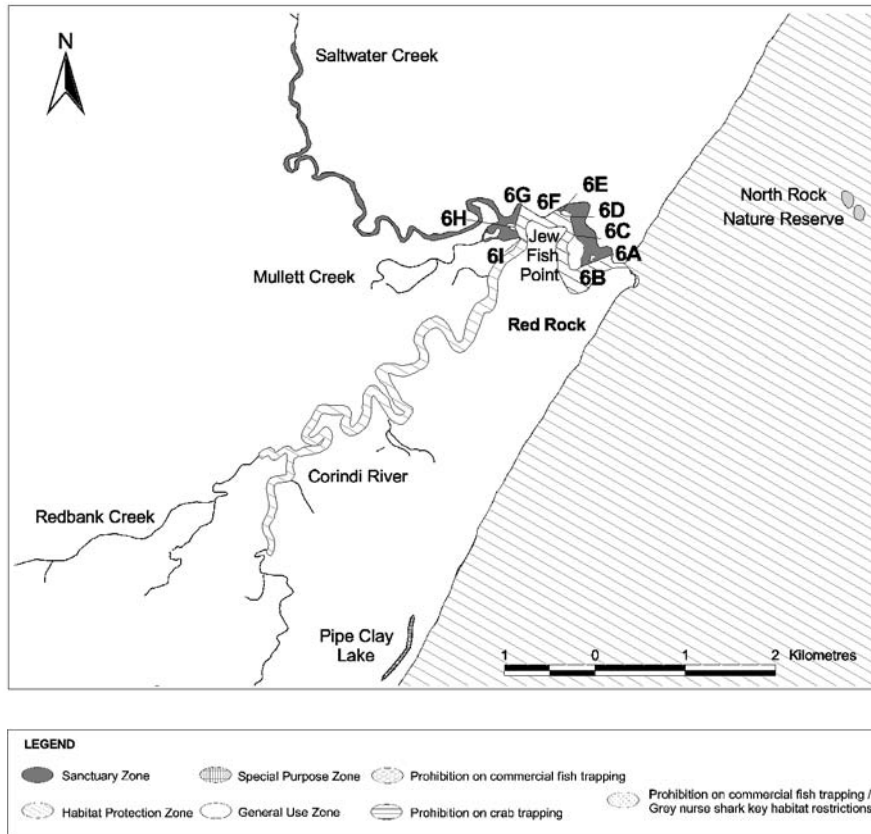 N
Saltwater Creek
6E
6G
6F
6D
6H
6C
North Rock
Nature Reserve
6A
Jew
Fish
Point
6I
6B
Mullett Creek
Red Rock
Corindi River
Redbank Creek
Pipe Clay
Lake
1 0 1 2 Kilometres
LEGEND
Sanctuary Zone
Special Purpose Zone
Prohibition on commercial fish trapping
Habitat Protection Zone
General Use Zone
Prohibition on crab trapping
Prohibition on commercial fish trapping /
Grey nurse shark key habitat restrictions